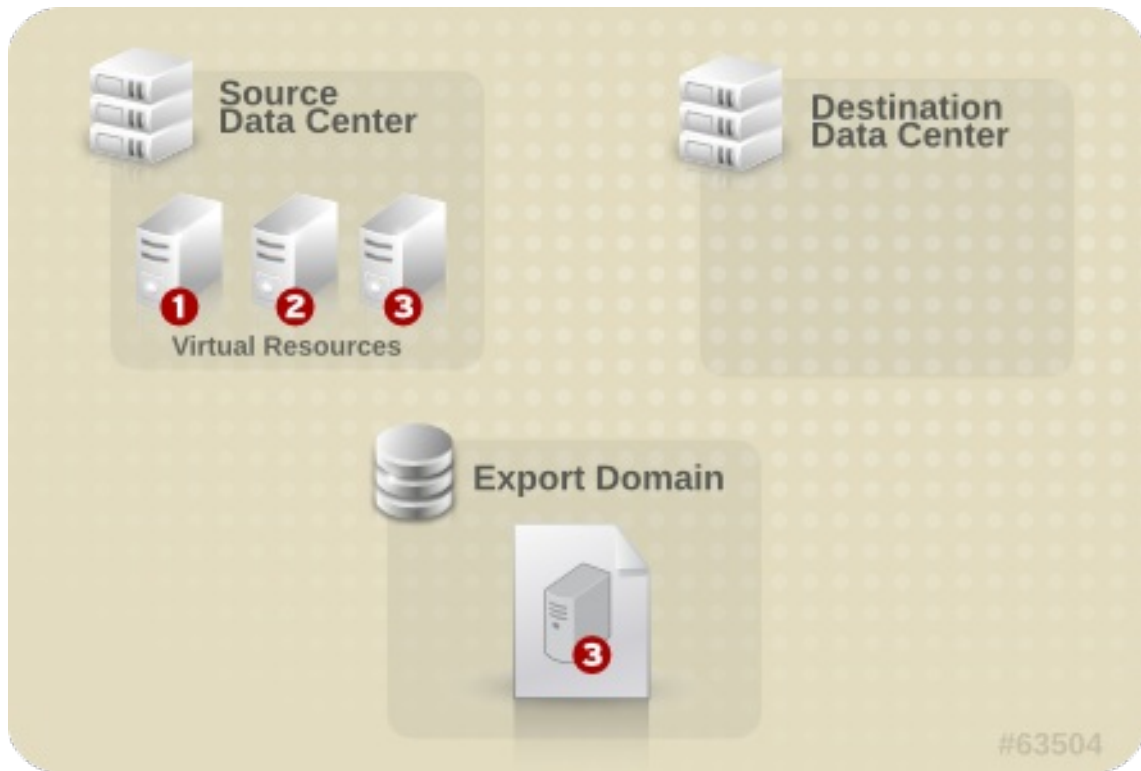 Source
Data Center
Destination
Data Center
1
2
3
Virtual Resources
Export Domain
3
#63504